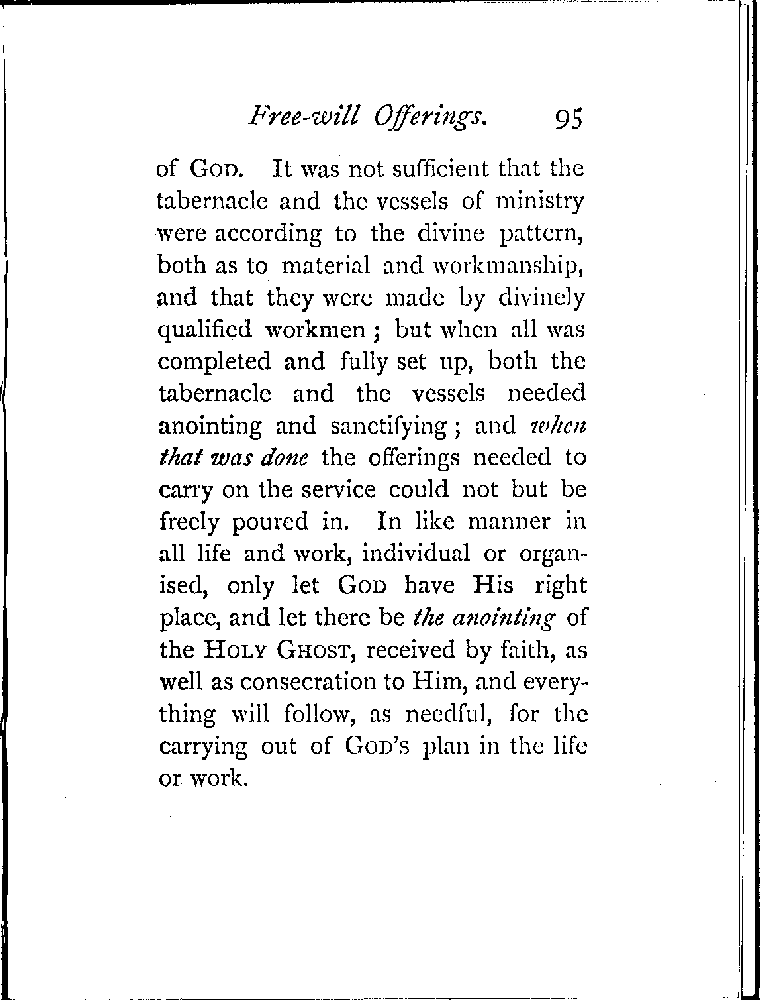 Free-will Offerings. 95
of GOD. It was not sufficient that the
tabernacle and the vessels of ministry
were according to the divine pattern,
both as to material and workmanship,
and that they were made by divinely
qualified workmen ; but when all was
completed and fully set up, both the
tabernacle and the vessels needed
anointing and sanctifying ; and when
that was done the offerings needed to
carry on the service could not but be
freely poured in. In like manner in
all life and work, individual or organ-
ised, only let GOD have His right
place, and let there be the anointing of
the HOLY GHOST, received by faith, as
well as consecration to Him, and every-
thing will follow, as needful, for the
carrying out of GOD'S plan in the life
or work.